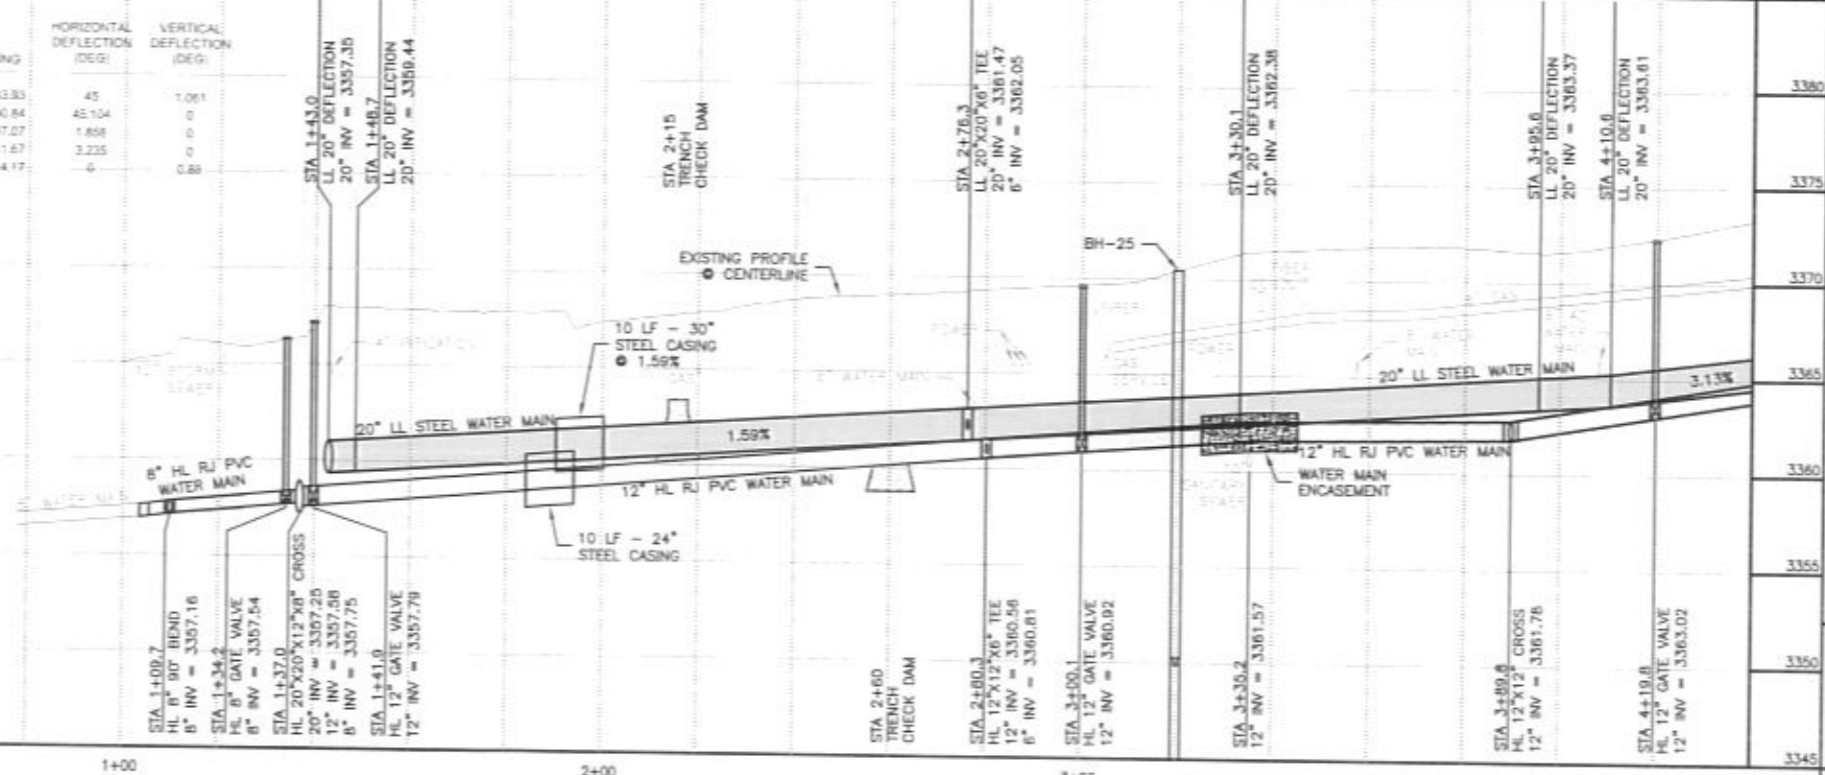 HORIZONTAL
DEFLECTION
(DEG)
VERTICAL
DEFLECTION
(DEG)
45
1.061
45.104
0
1.858
0
3.235
0
0
0.88
STA 1+43.0
LL 20" DEFLECTION
20" INV = 3357.35
STA 1+48.7
LL 20" DEFLECTION
20" INV = 3359.44
STA 2+15
TRENCH
CHECK DAM
STA 2+76.3
LL 20"X20"X6" TEE
20" INV = 3361.47
6" INV = 3362.05
STA 3+30.1
LL 20" DEFLECTION
20" INV = 3362.38
STA 3+95.6
LL 20" DEFLECTION
20" INV = 3363.37
STA 4+10.6
LL 20" DEFLECTION
20" INV = 3363.61
3380
3375
3370
3365
3360
3355
3350
3345
EXISTING PROFILE
@ CENTERLINE
BH-25
10 LF - 30"
STEEL CASING
@ 1.59%
POWER
POWER
GAS
20" LL STEEL WATER MAIN
1.59%
20" LL STEEL WATER MAIN
3.13%
8" HL RJ PVC
WATER MAIN
12" HL RJ PVC WATER MAIN
12" HL RJ PVC WATER MAIN
WATER MAIN
ENCASEMENT
10 LF - 24"
STEEL CASING
STA 1+09.7
HL 8" 90° BEND
8" INV = 3357.16
STA 1+34.2
HL 8" GATE VALVE
8" INV = 3357.54
STA 1+37.0
HL 20"X20"X12"X8" CROSS
20" INV = 3357.25
12" INV = 3357.58
8" INV = 3357.75
STA 1+41.9
HL 12" GATE VALVE
12" INV = 3357.79
STA 2+60
TRENCH
CHECK DAM
STA 2+80.3
HL 12"X12"X6" TEE
12" INV = 3360.56
6" INV = 3360.81
STA 3+00.1
HL 12" GATE VALVE
12" INV = 3360.92
STA 3+35.2
12" INV = 3361.57
STA 3+89.8
HL 12"X12" CROSS
12" INV = 3361.78
STA 4+19.8
HL 12" GATE VALVE
12" INV = 3363.02
1+00
2+00